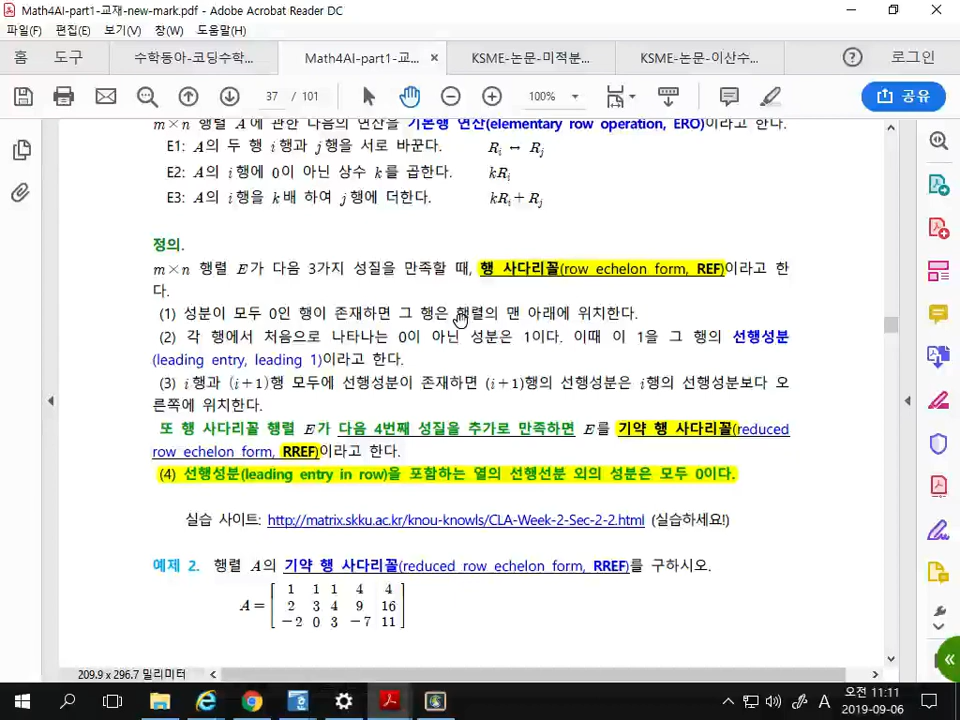 Math4AI-part1-교재-new-mark.pdf - Adobe Acrobat Reader DC
파일(F) 편집(E) 보기(V) 창(W) 도움말(H)
홈 도구 수학동아-코딩수학... Math4AI-part1-교... × KSME-논문-미적분... KSME-논문-이산수... 로그인
37 / 101 100% 공유
m×n 행렬 A에 관한 다음의 연산을 기본행 연산(elementary row operation, ERO)이라고 한다.
E1: A의 두 행 i행과 j행을 서로 바꾼다. R_i ↔ R_j
E2: A의 i행에 0이 아닌 상수 k를 곱한다. kR_i
E3: A의 i행을 k배 하여 j행에 더한다. kR_i + R_j
정의.
m×n 행렬 E가 다음 3가지 성질을 만족할 때, 행 사다리꼴(row echelon form, REF)이라고 한
다.
(1) 성분이 모두 0인 행이 존재하면 그 행은 행렬의 맨 아래에 위치한다.
(2) 각 행에서 처음으로 나타나는 0이 아닌 성분은 1이다. 이때 이 1을 그 행의 선행성분
(leading entry, leading 1)이라고 한다.
(3) i행과 (i+1)행 모두에 선행성분이 존재하면 (i+1)행의 선행성분은 i행의 선행성분보다 오
른쪽에 위치한다.
또 행 사다리꼴 행렬 E가 다음 4번째 성질을 추가로 만족하면 E를 기약 행 사다리꼴(reduced
row echelon form, RREF)이라고 한다.
(4) 선행성분(leading entry in row)을 포함하는 열의 선행선분 외의 성분은 모두 0이다.
실습 사이트: http://matrix.skku.ac.kr/knou-knowls/CLA-Week-2-Sec-2-2.html (실습하세요!)
예제 2. 행렬 A의 기약 행 사다리꼴(reduced row echelon form, RREF)를 구하시오.
1 1 1 4 4
A = 2 3 4 9 16
−2 0 3 −7 11
209.9 x 296.7 밀리미터
A 오전 11:11
2019-09-06